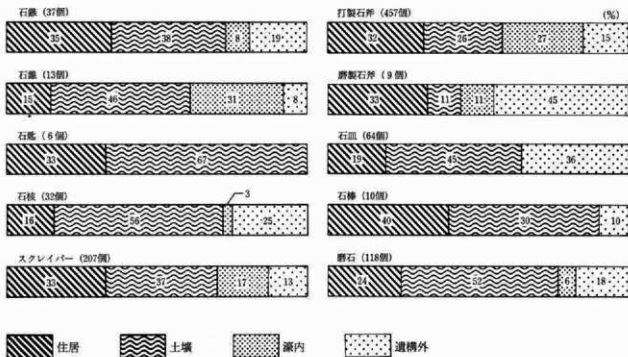 石鏃 (37個)
35 38 8 19
石錐 (13個)
15 46 31 8
石匙 (6個)
33 67
石核 (32個)
3
16 56 25
スクレイパー (207個)
33 37 17 13
打製石斧 (457個) (%)
32 26 27 15
磨製石斧 (9個)
33 11 11 45
石皿 (64個)
19 45 36
石棒 (10個)
40 30 10
磨石 (118個)
24 52 6 18
住居 土壙 濠内 遺構外